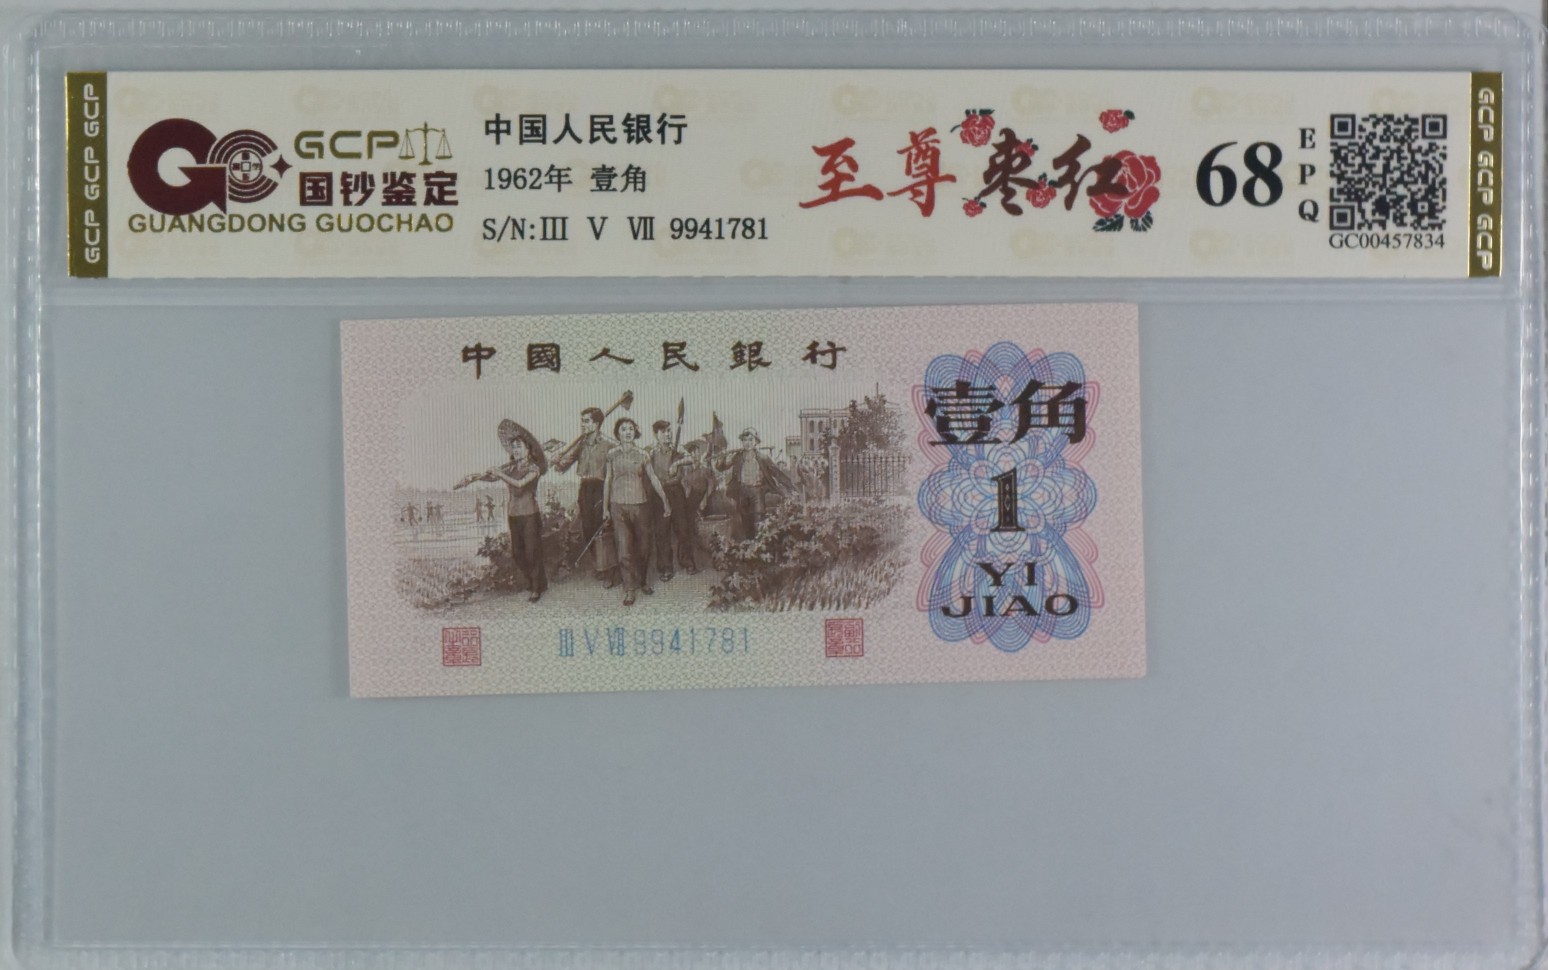 GCP GCP GCP
GCP
国钞鉴定
GUANGDONG GUOCHAO
中国人民银行
1962年 壹角
S/N:Ⅲ Ⅴ Ⅶ 9941781
至尊枣红
68
EPQ
GC00457834
GCP GCP GCP
中國人民銀行
壹角
1
YI
JIAO
Ⅲ Ⅴ Ⅶ 9941781